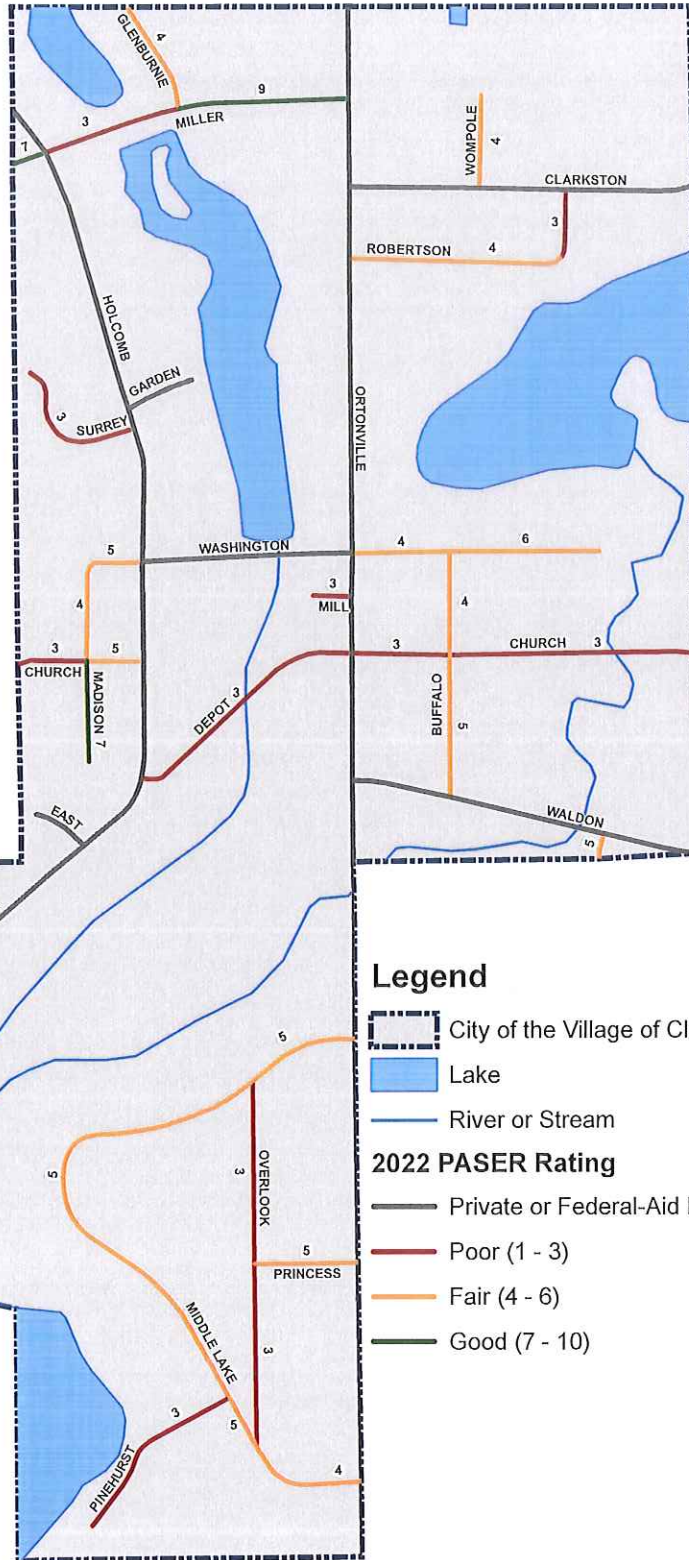 GLENBURNIE
4
9
3
MILLER
7
WOMPOLE
4
CLARKSTON
3
ROBERTSON
4
HOLCOMB
GARDEN
3
SURREY
ORTONVILLE
5
WASHINGTON
4
6
4
3
MILL
4
3
5
CHURCH
MADISON 7
3
CHURCH
3
DEPOT
3
BUFFALO
5
EAST
WALDON
5
Legend
City of the Village of Cl
Lake
River or Stream
2022 PASER Rating
Private or Federal-Aid
Poor (1 - 3)
Fair (4 - 6)
Good (7 - 10)
5
5
3
OVERLOOK
5
PRINCESS
MIDDLE LAKE
3
3
5
PINEHURST
4